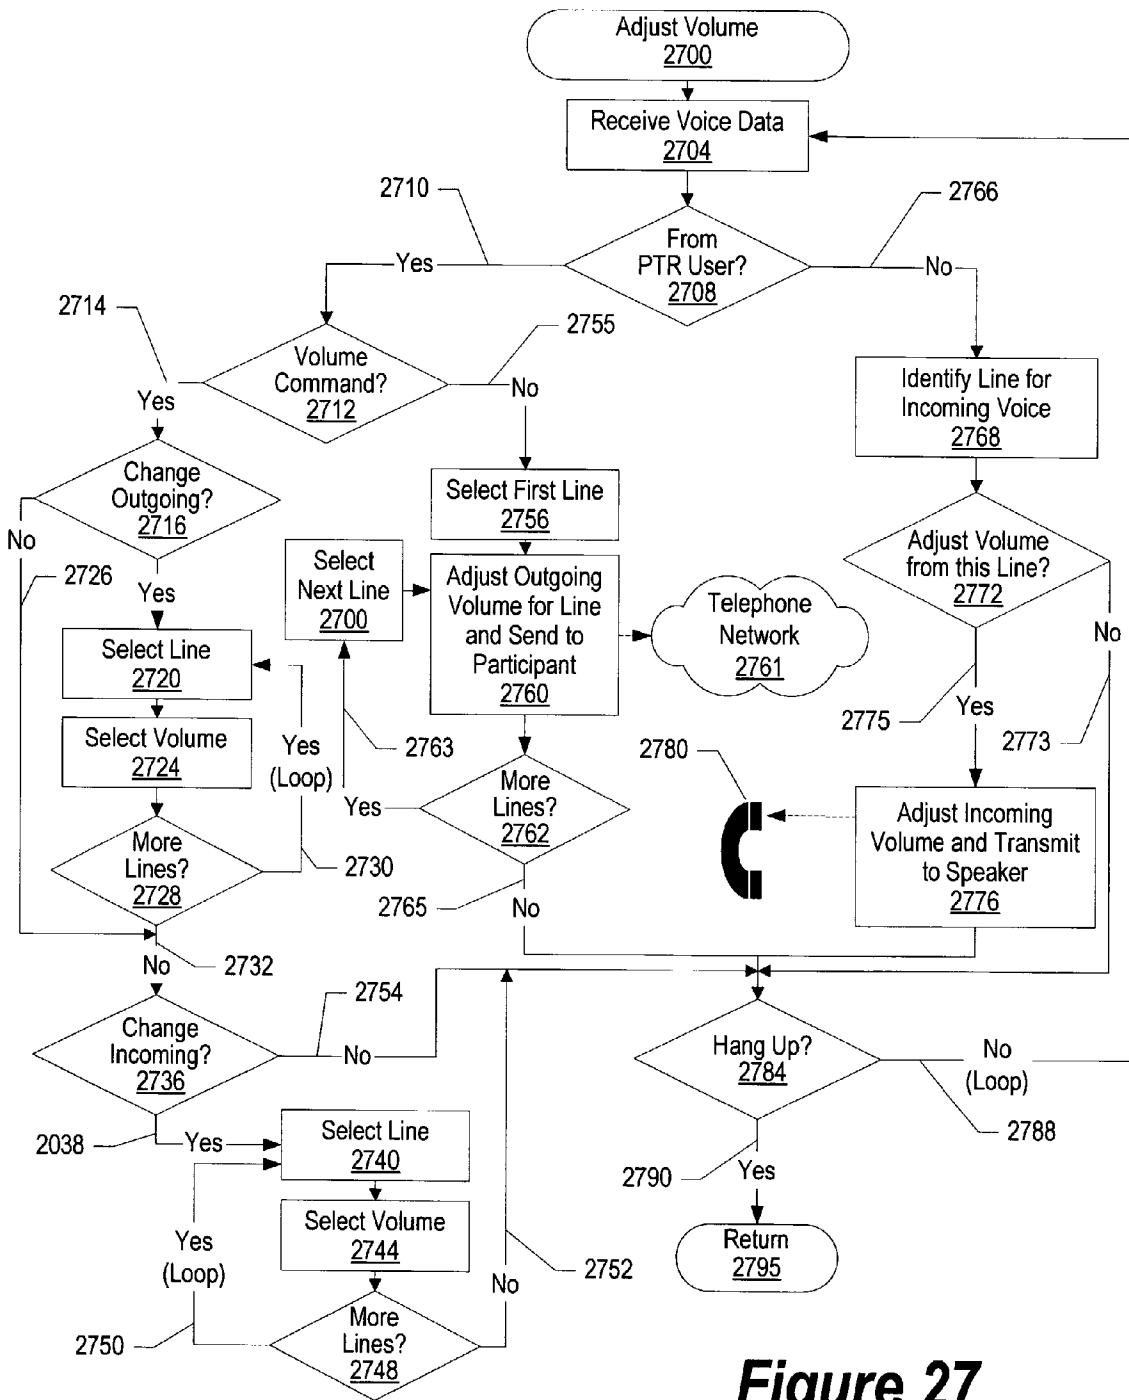 Adjust Volume
2700
Receive Voice Data
2704
2710
2766
From
PTR User?
2708
Yes
No
2714
2755
Volume
Command?
2712
Yes
No
Identify Line for
Incoming Voice
2768
Change
Outgoing?
2716
No
2726
Yes
Select First Line
2756
Select
Next Line
2700
Adjust Outgoing
Volume for Line
and Send to
Participant
2760
Telephone
Network
2761
Adjust Volume
from this Line?
2772
No
Select Line
2720
Select Volume
2724
Yes
(Loop)
2763
2775
Yes
2773
2780
More
Lines?
2728
2730
Yes
More
Lines?
2762
Adjust Incoming
Volume and Transmit
to Speaker
2776
2765
No
No
2732
2754
Change
Incoming?
2736
No
Hang Up?
2784
No
(Loop)
2788
2038
Yes
Select Line
2740
2790
Yes
Select Volume
2744
Yes
(Loop)
2752
No
Return
2795
2750
More
Lines?
2748
Figure 27